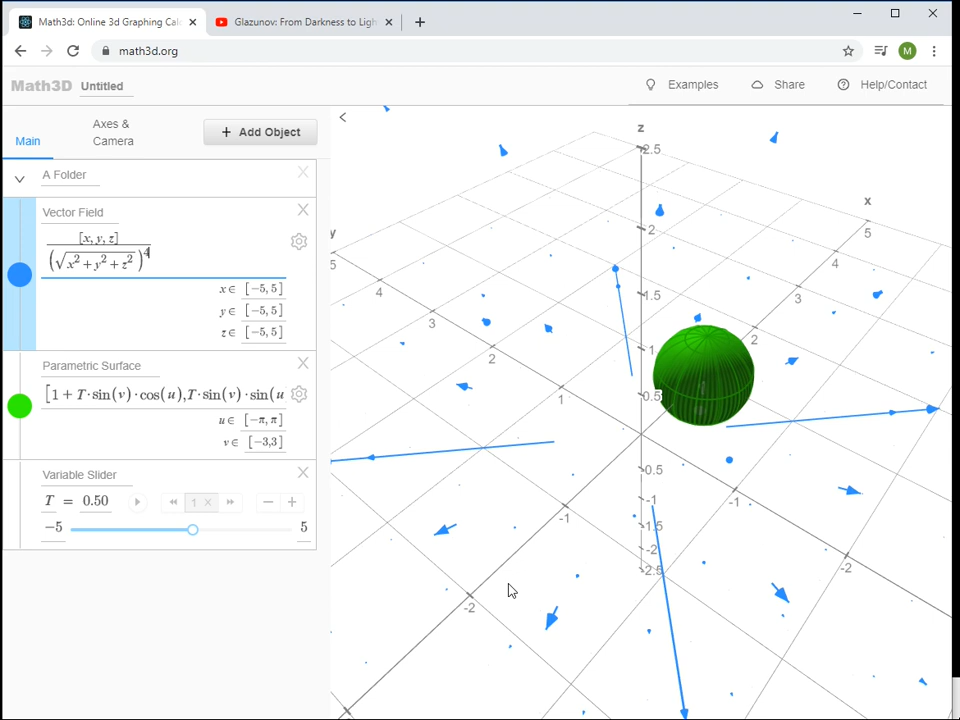 Math3d: Online 3d Graphing Calc
Glazunov: From Darkness to Ligh
math3d.org
M
Math3D
Untitled
Examples
Share
Help/Contact
Main
Axes &
Camera
+ Add Object
A Folder
Vector Field
[x, y, z]
(√x² + y² + z²)⁴
x ∈ [−5, 5]
y ∈ [−5, 5]
z ∈ [−5, 5]
Parametric Surface
[1 + T·sin(v)·cos(u), T·sin(v)·sin(u
u ∈ [−π, π]
v ∈ [−3,3]
Variable Slider
T = 0.50
1 ×
−5
5
z
2.5
2
1.5
1
0.5
-0.5
-1
-1.5
-2
-2.5
x
5
4
3
2
-1
-2
y
5
4
3
2
1
-1
-2